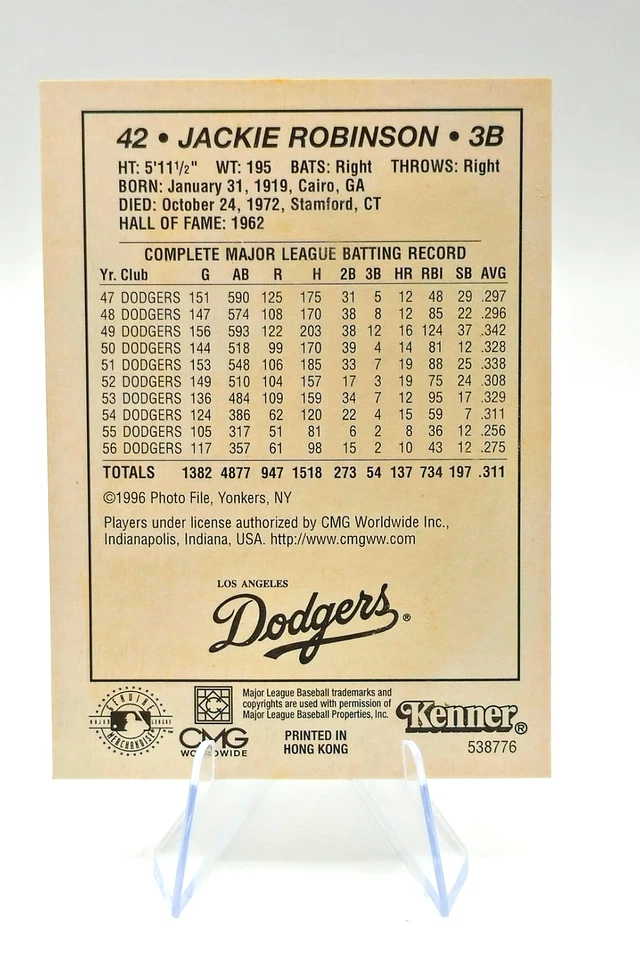 42 • JACKIE ROBINSON • 3B
HT: 5'11½" WT: 195 BATS: Right THROWS: Right
BORN: January 31, 1919, Cairo, GA
DIED: October 24, 1972, Stamford, CT
HALL OF FAME: 1962
COMPLETE MAJOR LEAGUE BATTING RECORD
Yr. Club G AB R H 2B 3B HR RBI SB AVG
47 DODGERS 151 590 125 175 31 5 12 48 29 .297
48 DODGERS 147 574 108 170 38 8 12 85 22 .296
49 DODGERS 156 593 122 203 38 12 16 124 37 .342
50 DODGERS 144 518 99 170 39 4 14 81 12 .328
51 DODGERS 153 548 106 185 33 7 19 88 25 .338
52 DODGERS 149 510 104 157 17 3 19 75 24 .308
53 DODGERS 136 484 109 159 34 7 12 95 17 .329
54 DODGERS 124 386 62 120 22 4 15 59 7 .311
55 DODGERS 105 317 51 81 6 2 8 36 12 .256
56 DODGERS 117 357 61 98 15 2 10 43 12 .275
TOTALS 1382 4877 947 1518 273 54 137 734 197 .311
©1996 Photo File, Yonkers, NY
Players under license authorized by CMG Worldwide Inc.,
Indianapolis, Indiana, USA. http://www.cmgww.com
LOS ANGELES
Dodgers®
GENUINE
MAJOR LEAGUE
MERCHANDISE™
CMG
WORLDWIDE
Major League Baseball trademarks and
copyrights are used with permission of
Major League Baseball Properties, Inc.
PRINTED IN
HONG KONG
Kenner®
538776